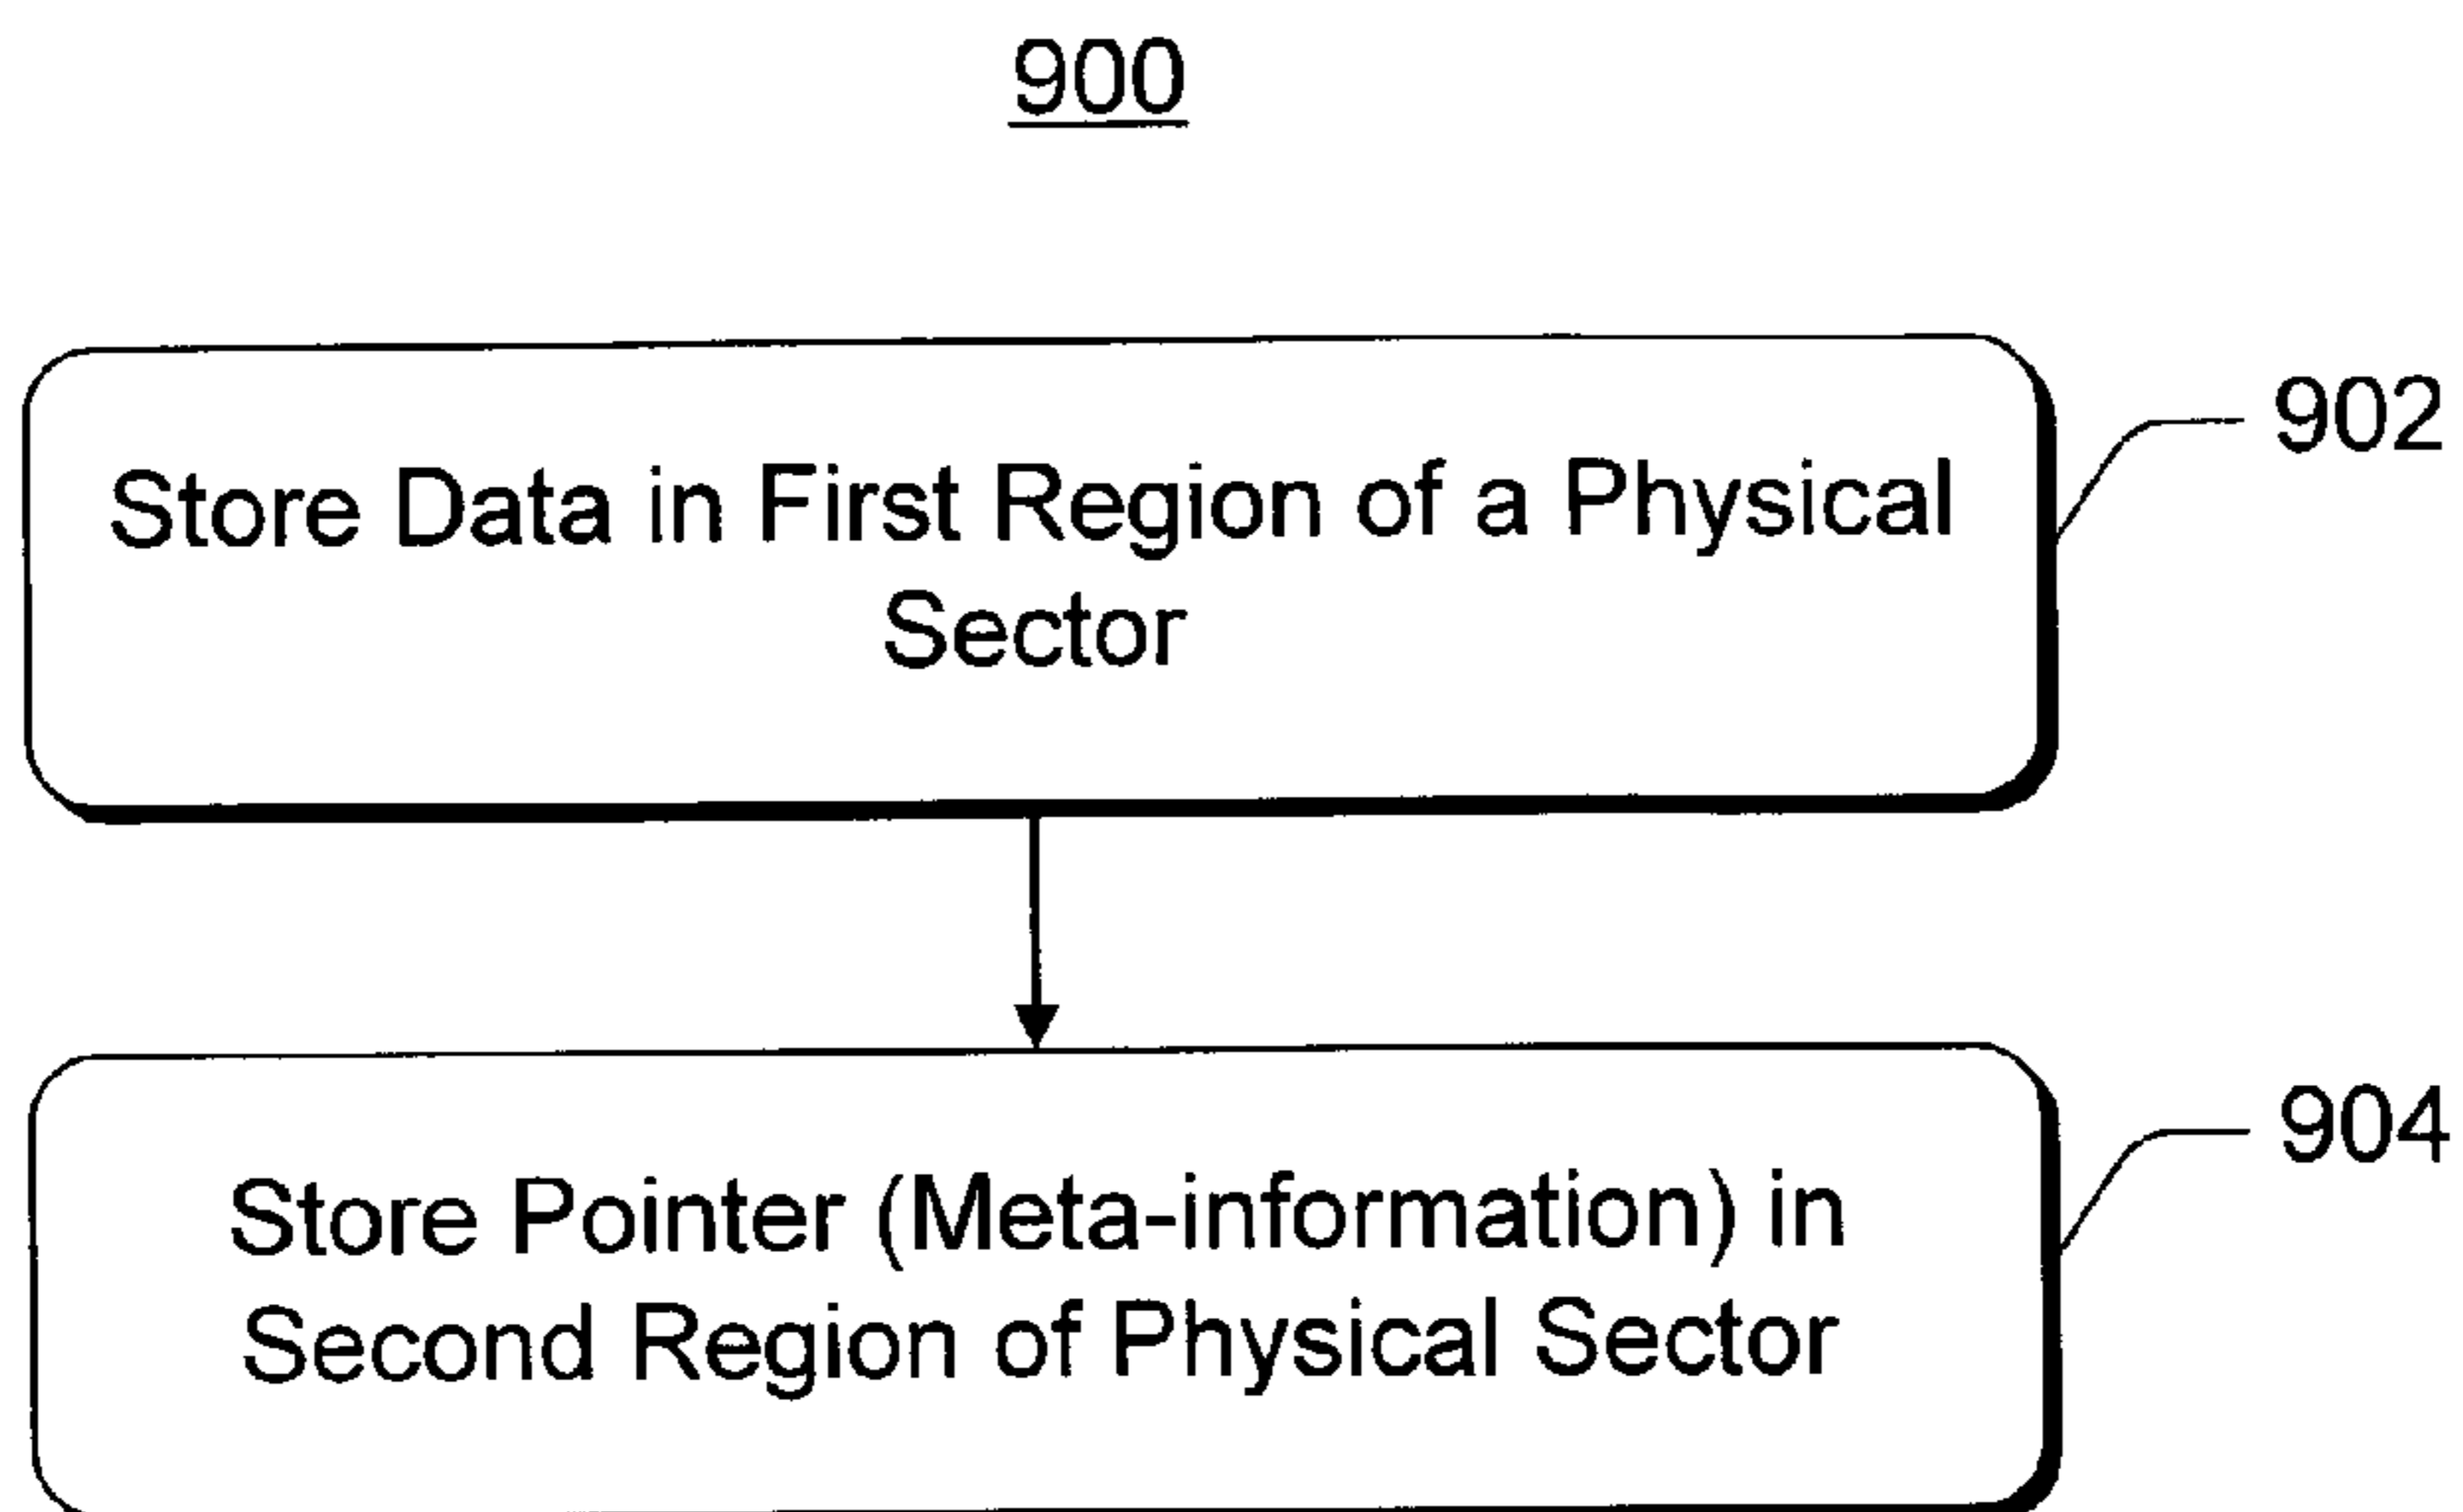 900
Store Data in First Region of a Physical
Sector
902
Store Pointer (Meta-information) in
Second Region of Physical Sector
904